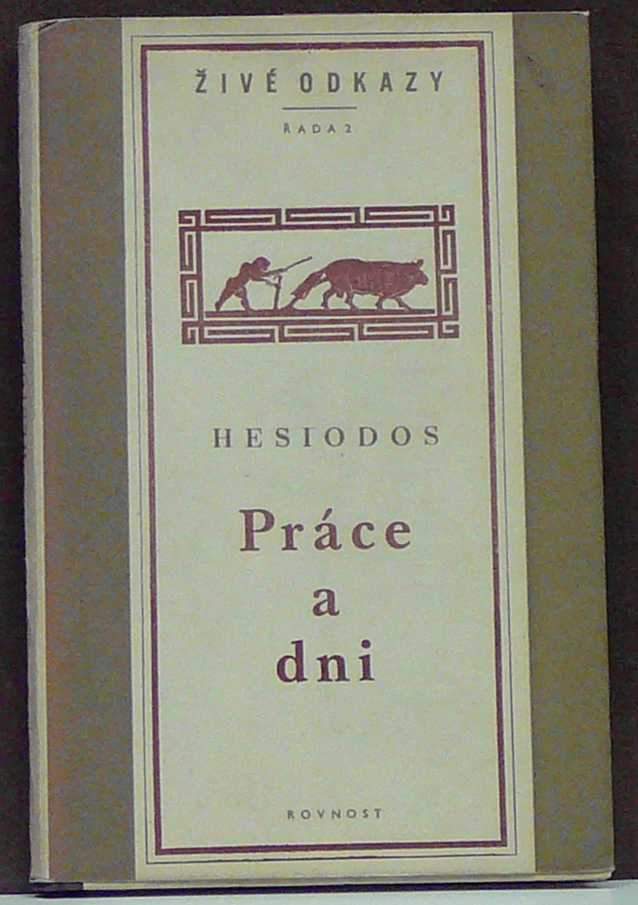 ŽIVÉ ODKAZY
ŘADA 2
HESIODOS
Práce
a
dni
ROVNOST